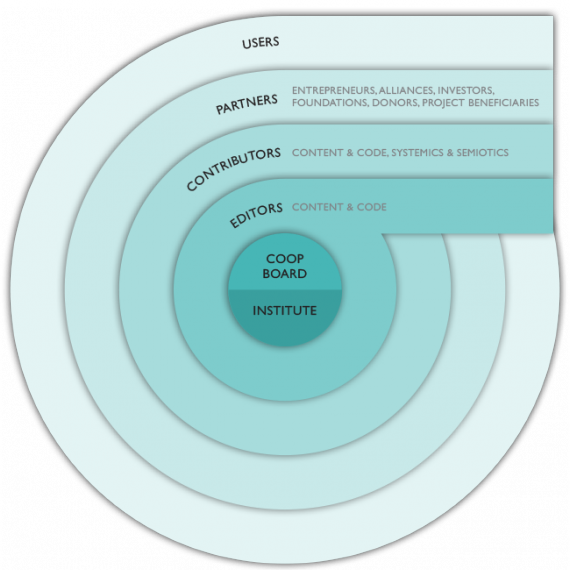 USERS
PARTNERS
ENTREPRENEURS, ALLIANCES, INVESTORS,
FOUNDATIONS, DONORS, PROJECT BENEFICIARIES
CONTRIBUTORS
CONTENT & CODE, SYSTEMICS & SEMIOTICS
EDITORS
CONTENT & CODE
COOP
BOARD
INSTITUTE